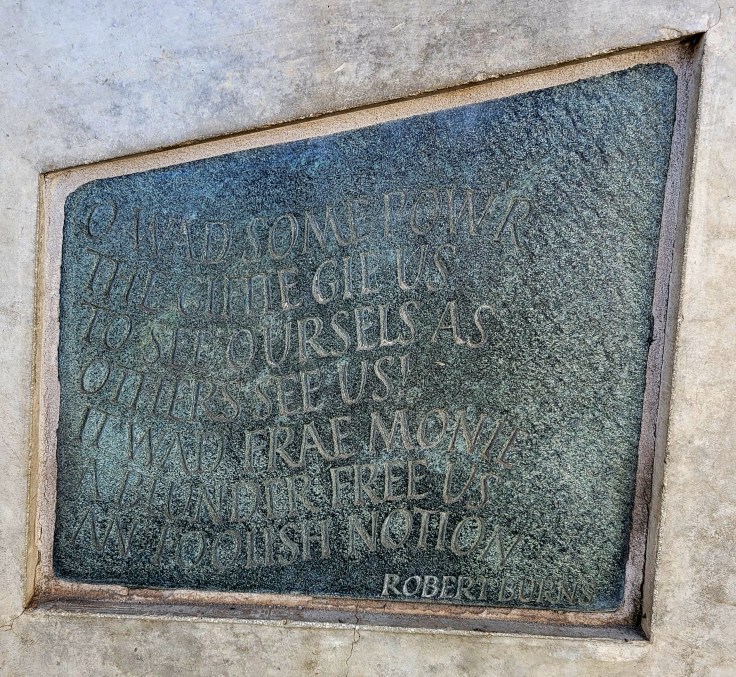 O WAD SOME POWR
THE GIFTIE GIE US
TO SEE OURSELS AS
OTHERS SEE US!
IT WAD FRAE MONIE
A BLUNDER FREE US
AN FOOLISH NOTION
ROBERT BURNS